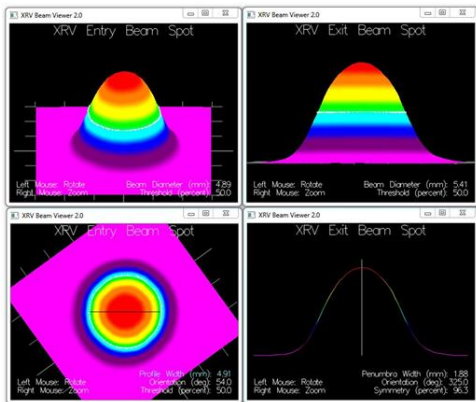 XRV Beam Viewer 2.0
XRV Entry Beam Spot
Left Mouse: Rotate
Right Mouse: Zoom
Beam Diameter (mm): 4.89
Threshold (percent): 50.0
XRV Beam Viewer 2.0
XRV Exit Beam Spot
Left Mouse: Rotate
Right Mouse: Zoom
Beam Diameter (mm): 5.41
Threshold (percent): 50.0
XRV Beam Viewer 2.0
XRV Entry Beam Spot
Left Mouse: Rotate
Right Mouse: Zoom
Profile Width (mm): 4.91
Orientation (deg): 54.0
Threshold (percent): 50.0
XRV Beam Viewer 2.0
XRV Exit Beam Spot
Left Mouse: Rotate
Right Mouse: Zoom
Penumbra Width (mm): 1.88
Orientation (deg): 325.0
Symmetry (percent): 96.3